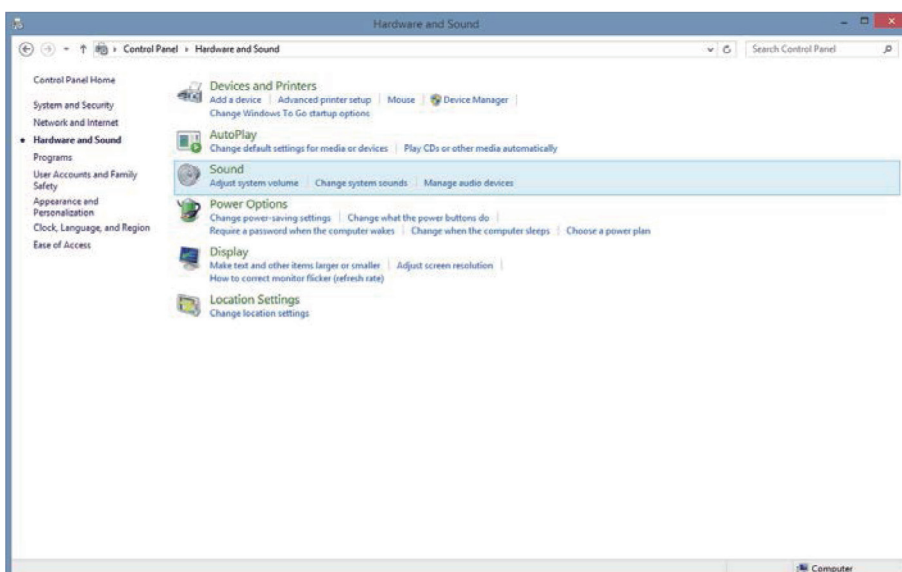 Hardware and Sound
Control Panel Hardware and Sound
Search Control Panel
Control Panel Home
System and Security
Network and Internet
Hardware and Sound
Programs
User Accounts and Family
Safety
Appearance and
Personalization
Clock, Language, and Region
Ease of Access
Devices and Printers
Add a device Advanced printer setup Mouse Device Manager
Change Windows To Go startup options
AutoPlay
Change default settings for media or devices Play CDs or other media automatically
Sound
Adjust system volume Change system sounds Manage audio devices
Power Options
Change power-saving settings Change what the power buttons do
Require a password when the computer wakes Change when the computer sleeps Choose a power plan
Display
Make text and other items larger or smaller Adjust screen resolution
How to correct monitor flicker (refresh rate)
Location Settings
Change location settings
Computer